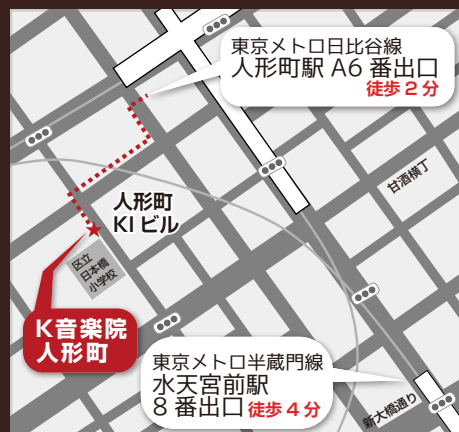 東京メトロ日比谷線
人形町駅 A6 番出口
徒歩 2 分
甘酒横丁
人形町
KI ビル
区立
日本橋
小学校
K音楽院
人形町
東京メトロ半蔵門線
水天宮前駅
8 番出口 徒歩 4 分
新大橋通り